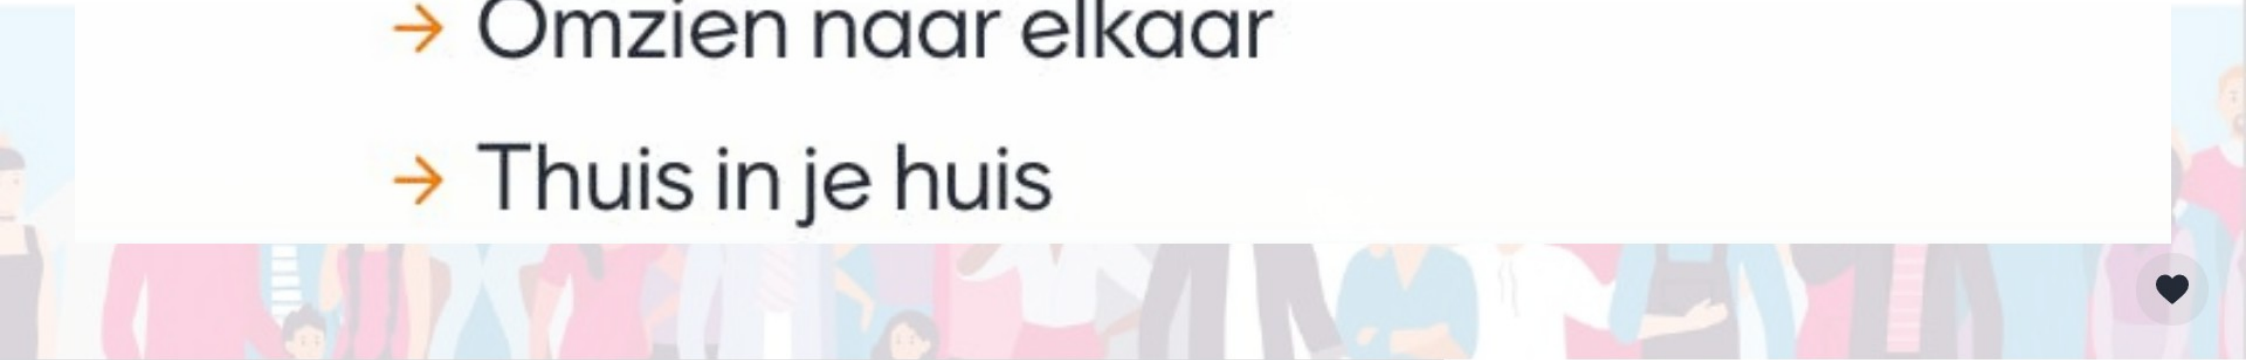 → Omzien naar elkaar
→ Thuis in je huis